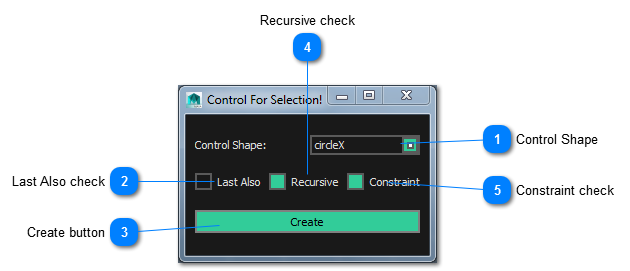 Recursive check
4
Control For Selection!
Control Shape:
circleX
1
Control Shape
Last Also check
2
Last Also
Recursive
Constraint
5
Constraint check
Create button
3
Create